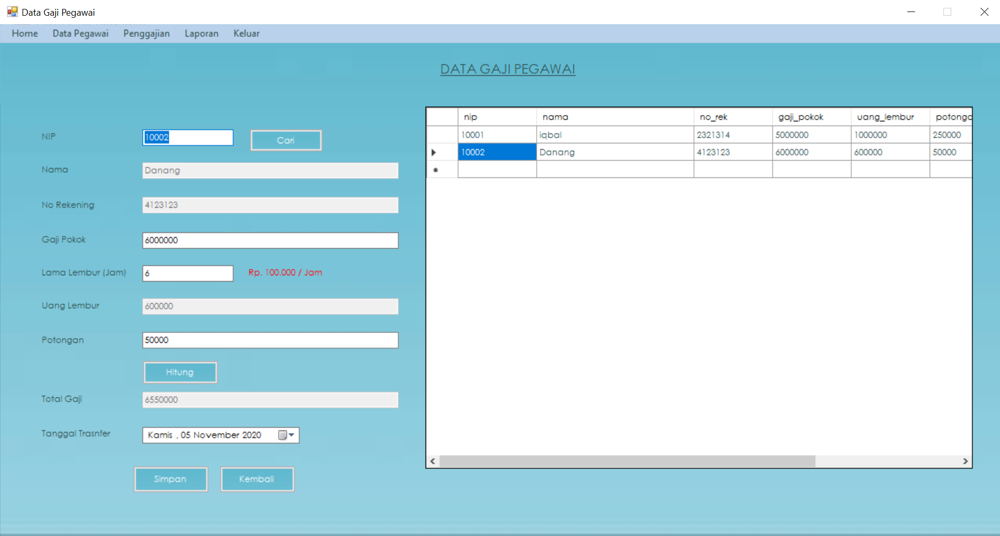 Data Gaji Pegawai
Home Data Pegawai Penggajian Laporan Keluar
DATA GAJI PEGAWAI
NIP 10002 Cari
Nama Danang
No Rekening 4123123
Gaji Pokok 6000000
Lama Lembur (Jam) 6 Rp. 100.000 / Jam
Uang Lembur 600000
Potongan 50000
Hitung
Total Gaji 6550000
Tanggal Trasnfer Kamis , 05 November 2020
Simpan Kembali
nip nama no_rek gaji_pokok uang_lembur
10001 iqbal 2321314 5000000 1000000 250000
10002 Danang 4123123 6000000 600000 50000